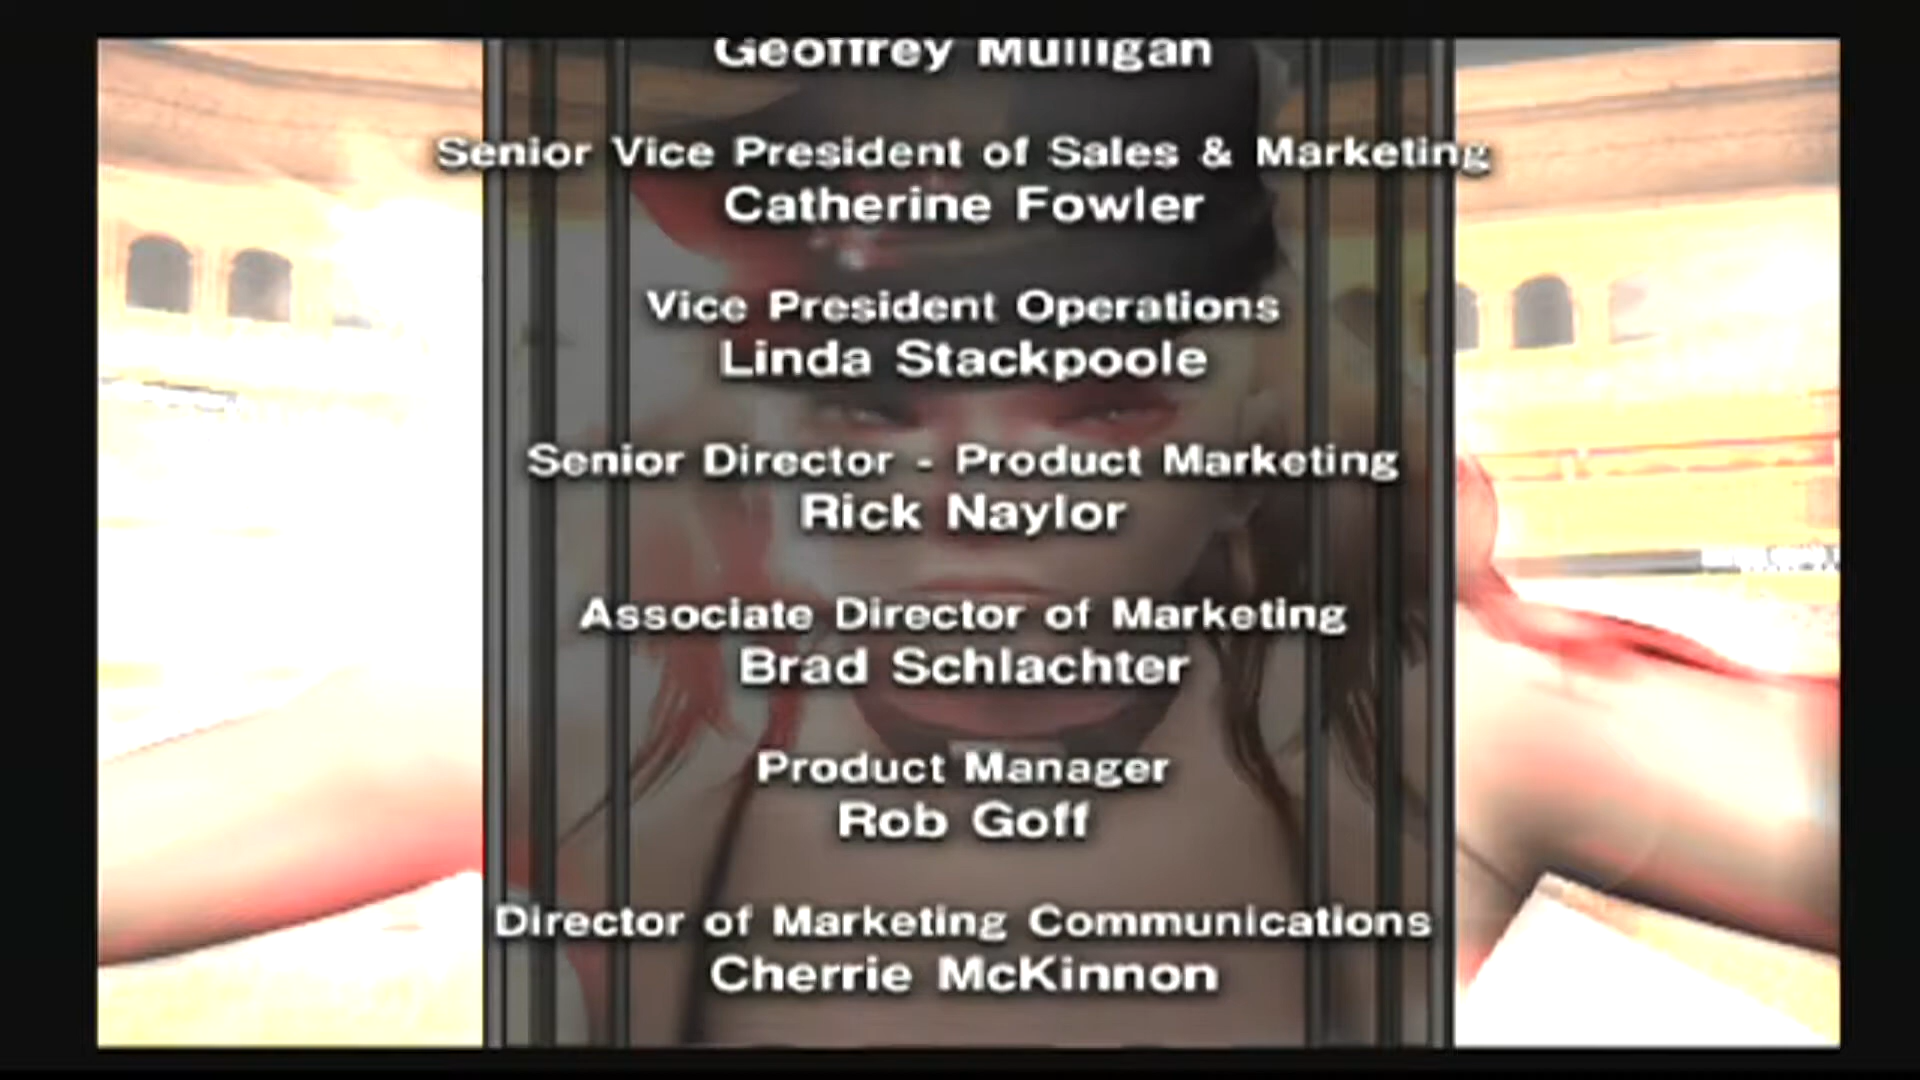 Geoffrey Mulligan
Senior Vice President of Sales & Marketing
Catherine Fowler
Vice President Operations
Linda Stackpoole
Senior Director - Product Marketing
Rick Naylor
Associate Director of Marketing
Brad Schlachter
Product Manager
Rob Goff
Director of Marketing Communications
Cherrie McKinnon